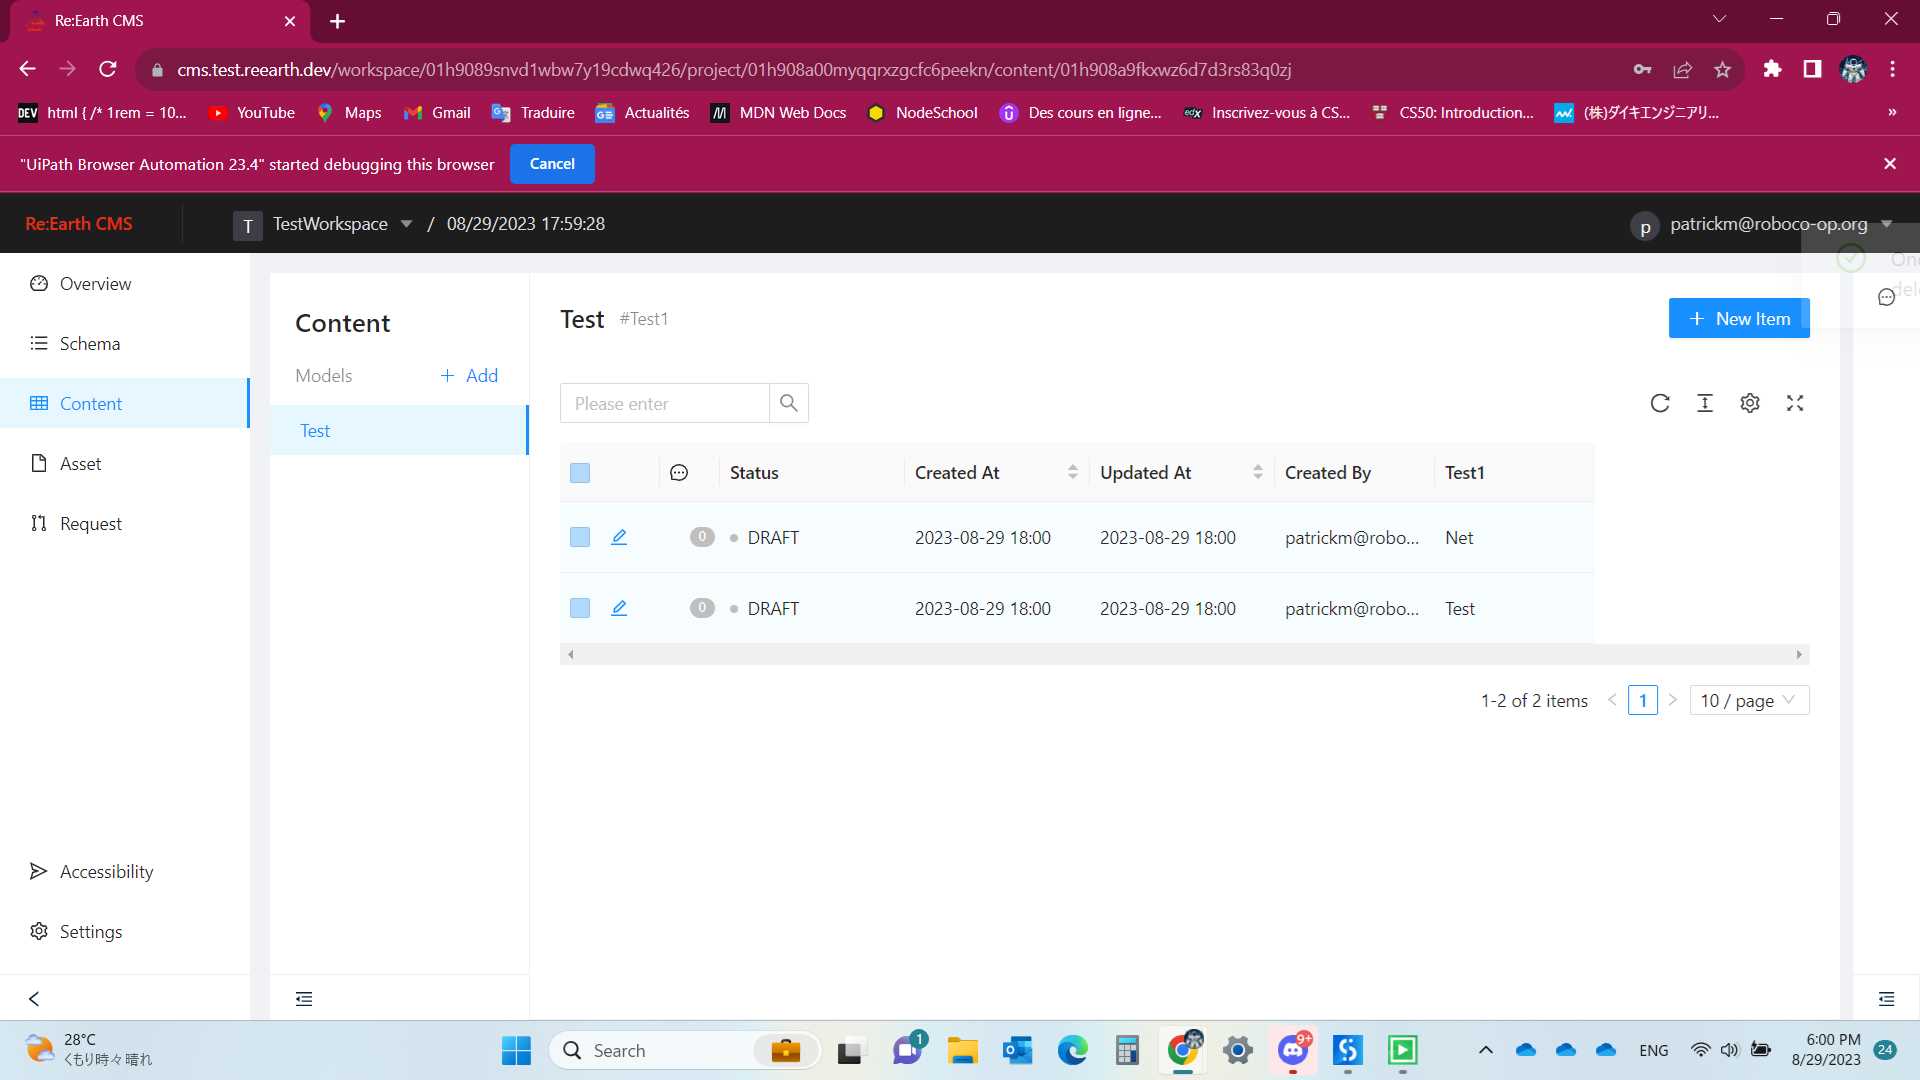 Re:Earth CMS
cms.test.reearth.dev/workspace/01h9089snvd1wbw7y19cdwq426/project/01h908a00myqqrxzgcfc6peekn/content/01h908a9fkxwz6d7d3rs83q0zj
DEV html { /* 1rem = 10... YouTube Maps Gmail Traduire Actualités MDN Web Docs NodeSchool Des cours en ligne... edX Inscrivez-vous à CS... CS50: Introduction... (株)ダイキエンジニアリ... »
"UiPath Browser Automation 23.4" started debugging this browser Cancel
Re:Earth CMS T TestWorkspace / 08/29/2023 17:59:28 p patrickm@roboco-op.org
Overview
Schema
Content
Asset
Request
Accessibility
Settings
Content
Models + Add
Test
Test #Test1
+ New Item
Please enter
Status Created At Updated At Created By Test1
0 DRAFT 2023-08-29 18:00 2023-08-29 18:00 patrickm@robo... Net
0 DRAFT 2023-08-29 18:00 2023-08-29 18:00 patrickm@robo... Test
1-2 of 2 items < 1 > 10 / page
28°C
くもり時々晴れ
Search
1
9+
ENG
6:00 PM
8/29/2023
24